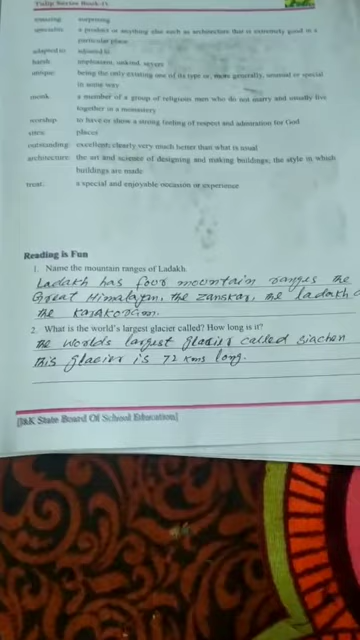 Tulip Series Book-
amazing surprising
speciality a product or anything else such as architecture that is extremely good in a
particular place
adapted to adjusted to
harsh unpleasant, unkind, severe
unique being the only existing one of its type or, more generally, unusual or special
in some way
monk a member of a group of religious men who do not marry and usually live
together in a monastery
worship to have or show a strong feeling of respect and admiration for God
sites places
outstanding excellent; clearly very much better than what is usual
architecture the art and science of designing and making buildings, the style in which
buildings are made
treat a special and enjoyable occasion or experience
Reading is Fun
1. Name the mountain ranges of Ladakh.
Ladakh has four mountain ranges the
Great Himalayan, the Zanskar, the ladakh
the Karakoram.
2. What is the world's largest glacier called? How long is it?
the worlds largest glacier called Siachen
this glacier is 72 kms long.
[J&K State Board Of School Education]